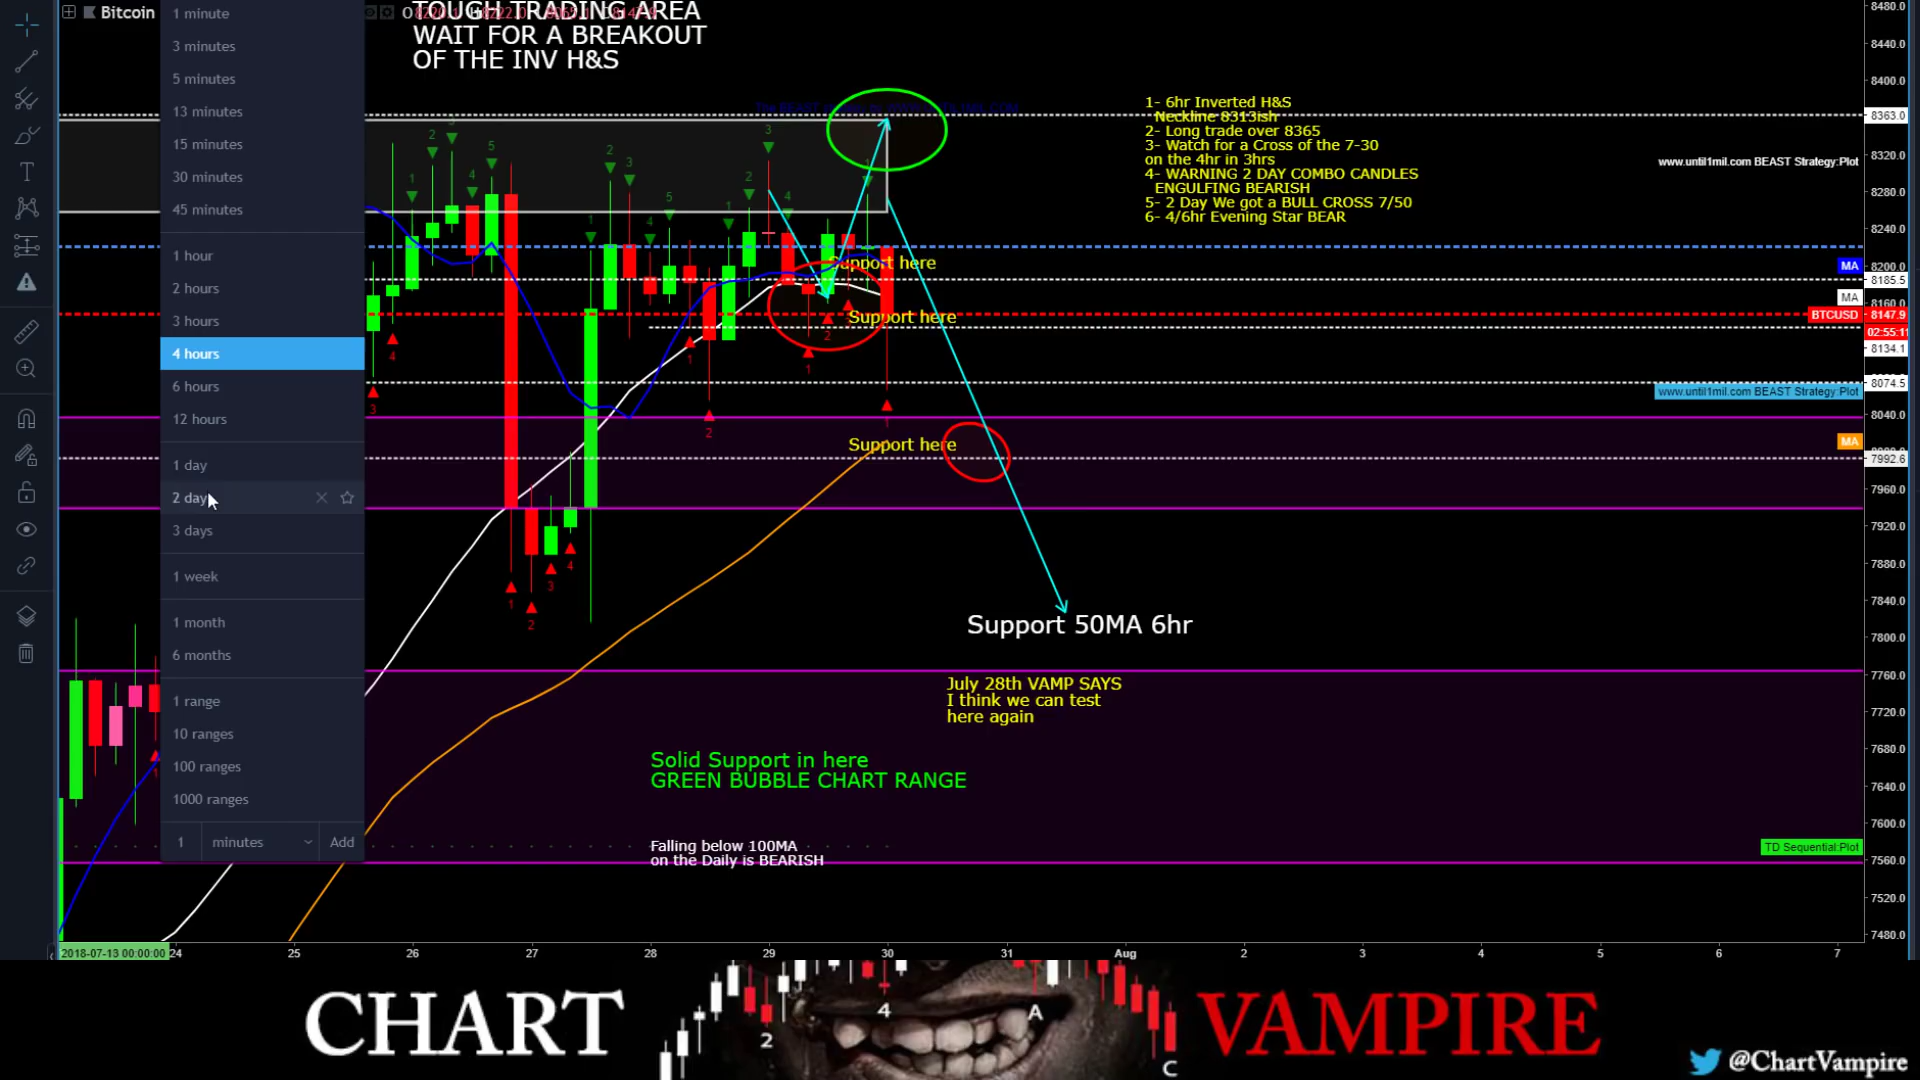 Bitcoin
TOUGH TRADING AREA
WAIT FOR A BREAKOUT
OF THE INV H&S
1 minute
3 minutes
5 minutes
13 minutes
15 minutes
30 minutes
45 minutes
1 hour
2 hours
3 hours
4 hours
6 hours
12 hours
1 day
2 days
3 days
1 week
1 month
6 months
1 range
10 ranges
100 ranges
1000 ranges
1 minutes Add
1- 6hr Inverted H&S
Neckline 8313ish
2- Long trade over 8365
3- Watch for a Cross of the 7-30
on the 4hr in 3hrs
4- WARNING 2 DAY COMBO CANDLES
ENGULFING BEARISH
5- 2 Day We got a BULL CROSS 7/50
6- 4/6hr Evening Star BEAR
www.until1mil.com BEAST Strategy:Plot
Support here
Support here
Support here
www.until1mil.com BEAST Strategy:Plot
Support 50MA 6hr
July 28th VAMP SAYS
I think we can test
here again
Solid Support in here
GREEN BUBBLE CHART RANGE
Falling below 100MA
on the Daily is BEARISH
TD Sequential:Plot
MA
MA
BTCUSD
MA
8480.0
8440.0
8400.0
8363.0
8320.0
8280.0
8240.0
8200.0
8185.5
8160.0
8147.9
02:55:11
8134.1
8074.5
8040.0
7992.6
7960.0
7920.0
7880.0
7840.0
7800.0
7760.0
7720.0
7680.0
7640.0
7600.0
7560.0
7520.0
7480.0
2018-07-13 00:00:00 24 25 26 27 28 29 30 31 Aug 2 3 4 5 6 7
CHART VAMPIRE
2 4 A C
@ChartVampire